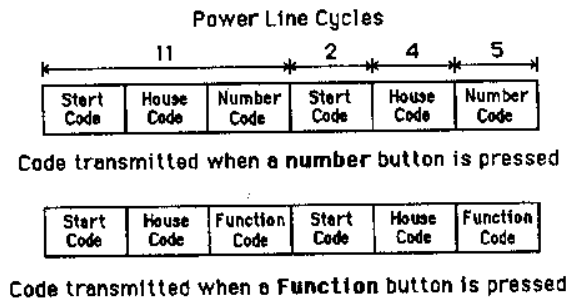 Power Line Cycles
11 2 4 5
Start House Number Start House Number
Code Code Code Code Code Code
Code transmitted when a number button is pressed
Start House Function Start House Function
Code Code Code Code Code Code
Code transmitted when a Function button is pressed